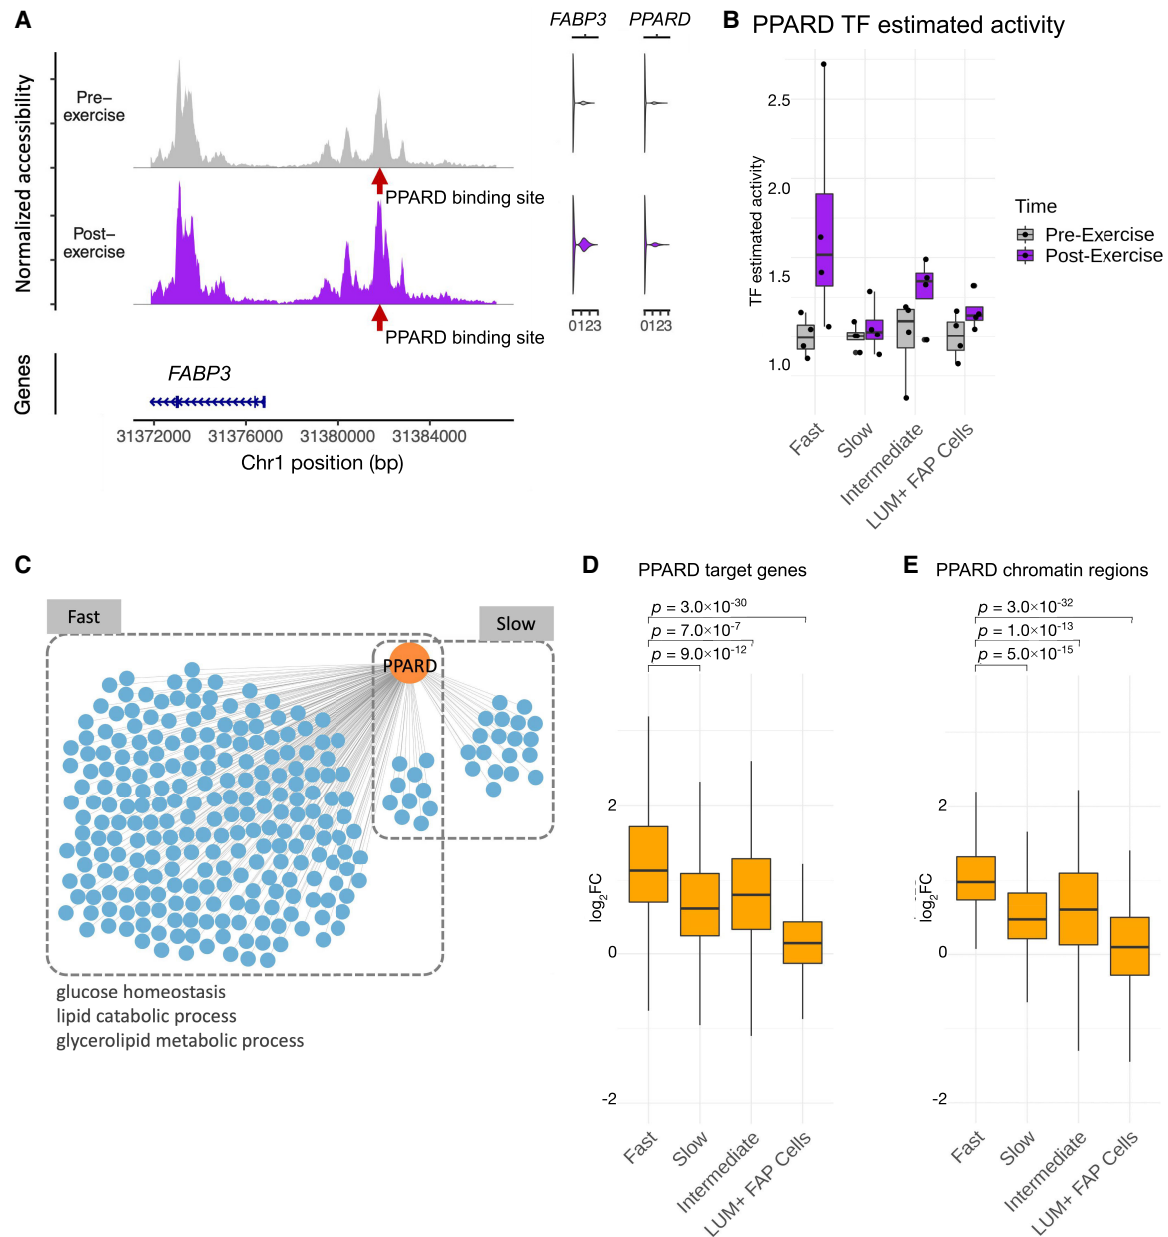 A
FABP3
PPARD
Normalized accessibility
Pre–
exercise
PPARD binding site
Post–
exercise
PPARD binding site
0123
0123
Genes
FABP3
31372000
31376000
31380000
31384000
Chr1 position (bp)
B
PPARD TF estimated activity
TF estimated activity
2.5
2.0
1.5
1.0
Fast
Slow
Intermediate
LUM+ FAP Cells
Time
Pre-Exercise
Post-Exercise
C
Fast
Slow
PPARD
glucose homeostasis
lipid catabolic process
glycerolipid metabolic process
D
PPARD target genes
p = 3.0×10-30
p = 7.0×10-7
p = 9.0×10-12
log2FC
2
0
-2
Fast
Slow
Intermediate
LUM+ FAP Cells
E
PPARD chromatin regions
p = 3.0×10-32
p = 1.0×10-13
p = 5.0×10-15
log2FC
2
0
-2
Fast
Slow
Intermediate
LUM+ FAP Cells